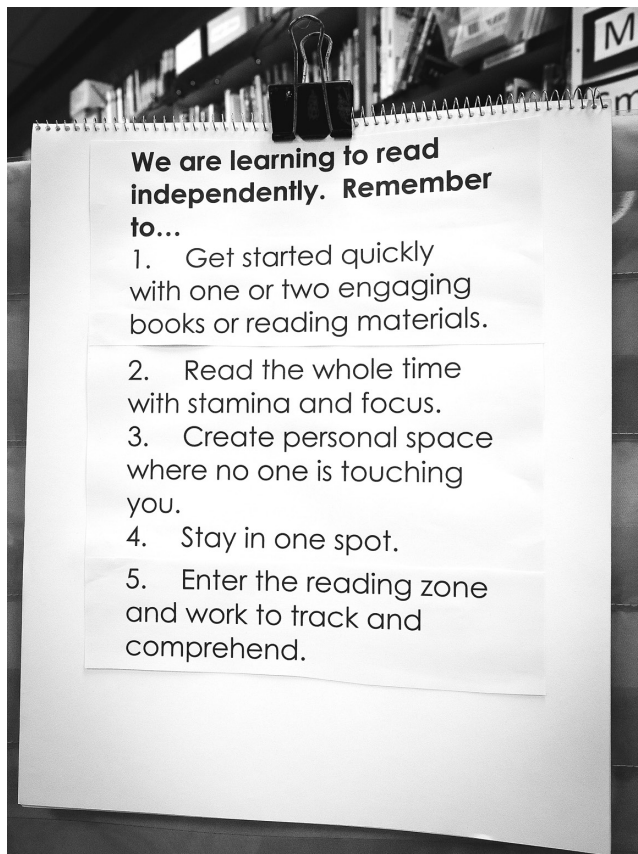 We are learning to read
independently. Remember
to...
1. Get started quickly
with one or two engaging
books or reading materials.
2. Read the whole time
with stamina and focus.
3. Create personal space
where no one is touching
you.
4. Stay in one spot.
5. Enter the reading zone
and work to track and
comprehend.